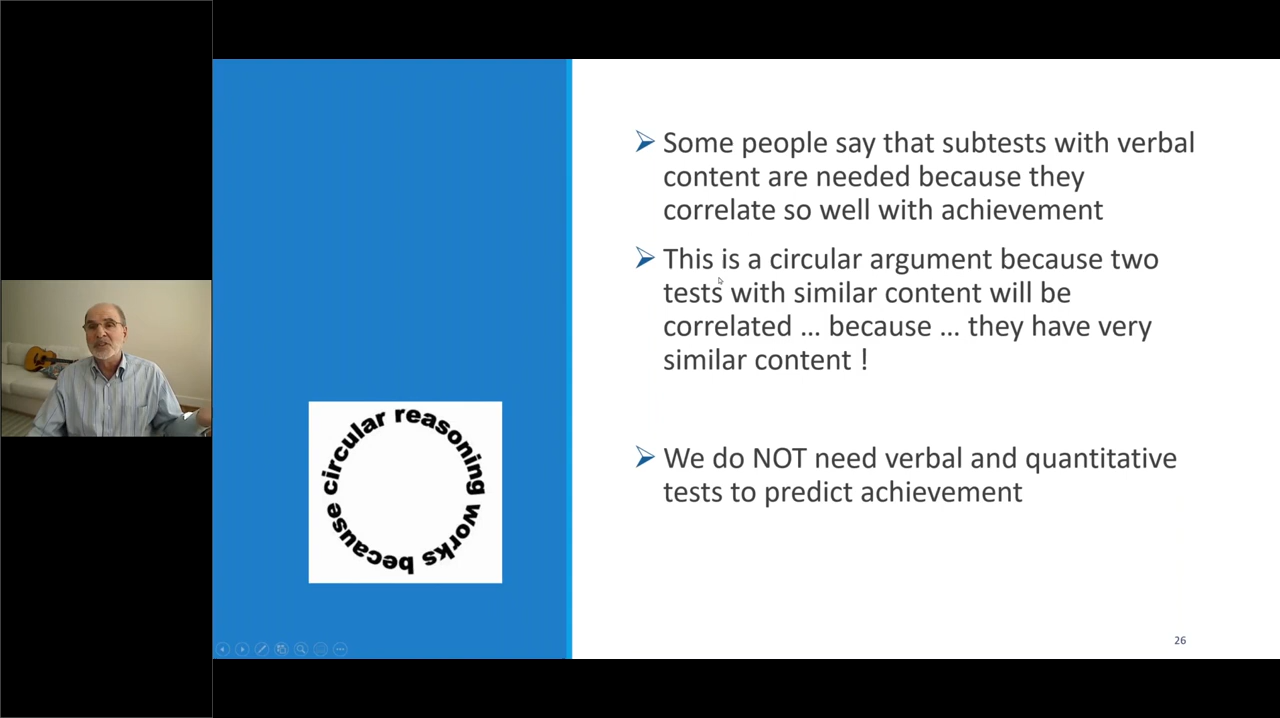 Some people say that subtests with verbal
content are needed because they
correlate so well with achievement
This is a circular argument because two
tests with similar content will be
correlated ... because ... they have very
similar content !
We do NOT need verbal and quantitative
tests to predict achievement
circular reasoning works because
26